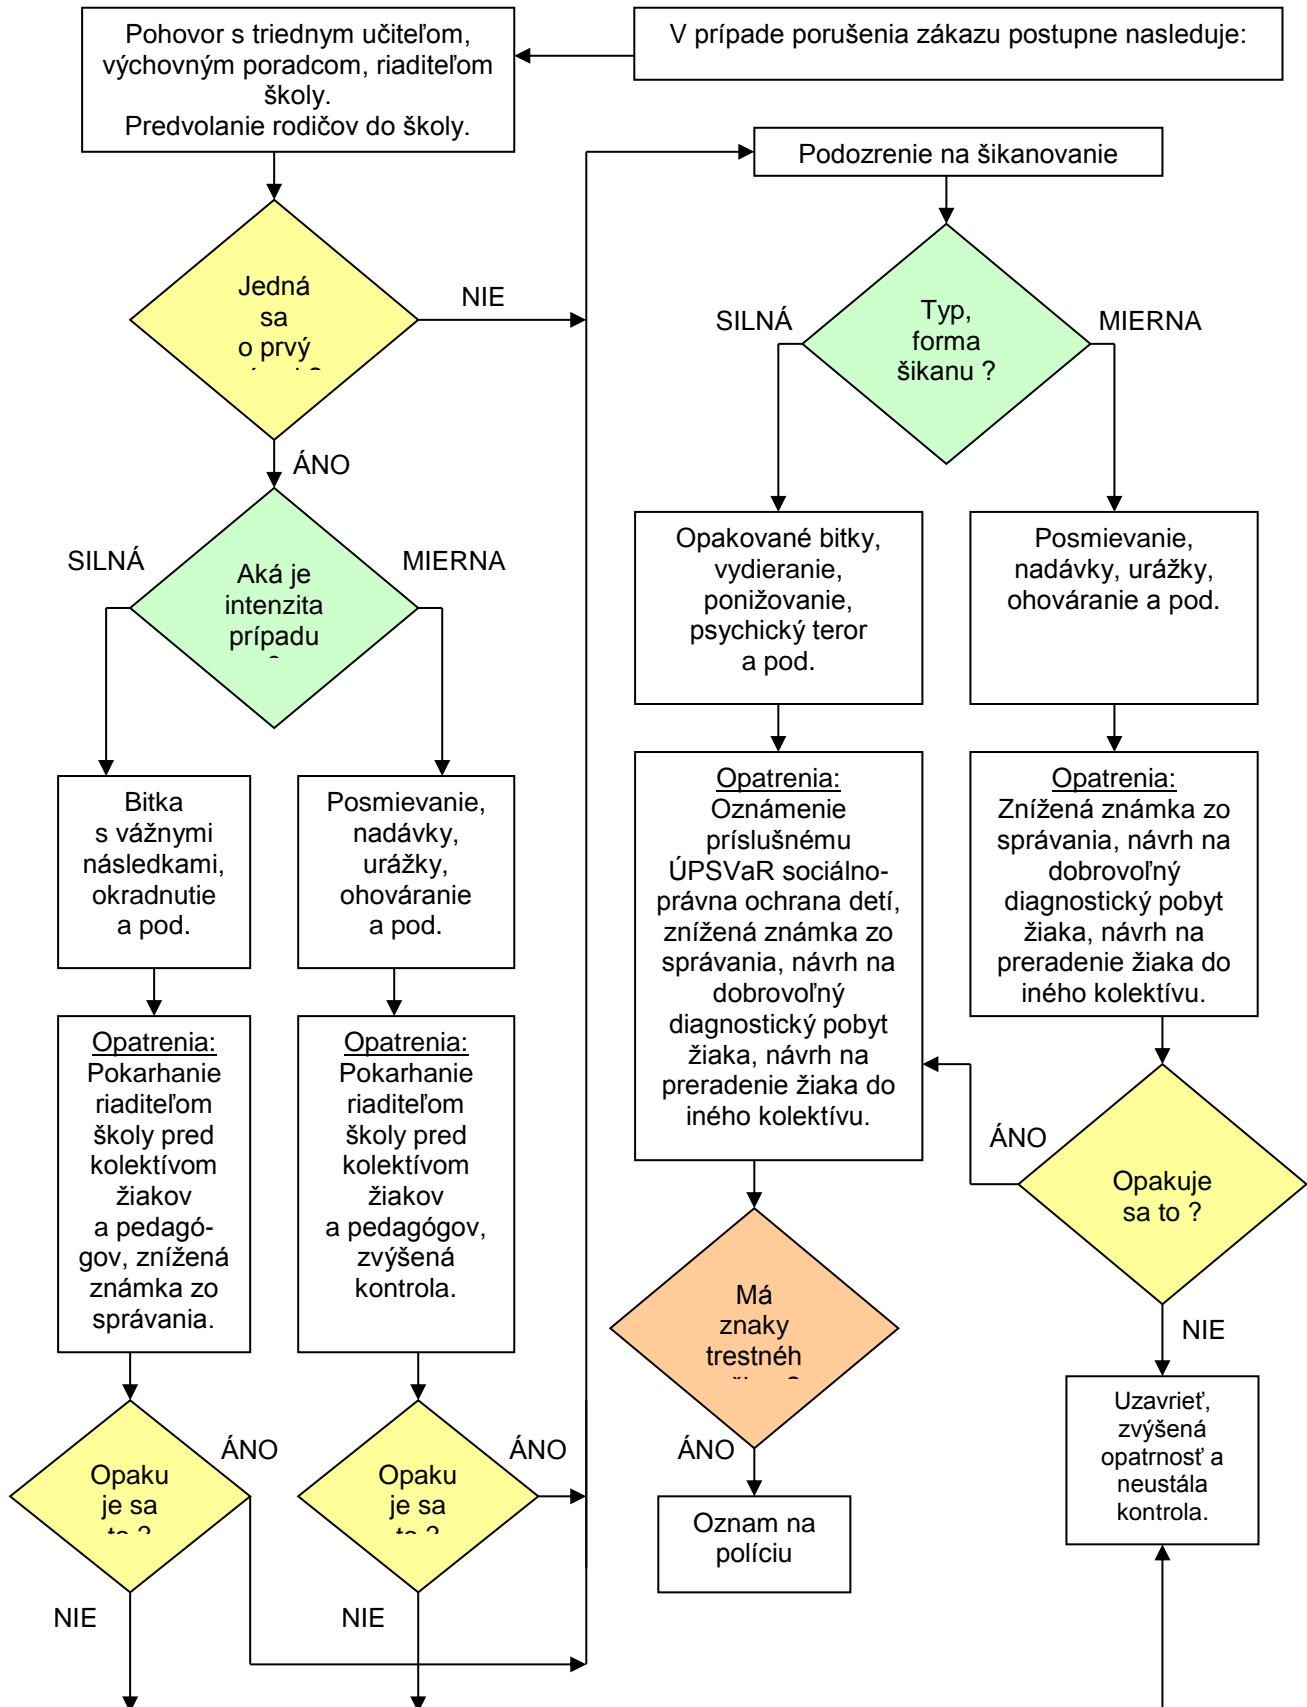 Pohovor s triednym učiteľom,
výchovným poradcom, riaditeľom
školy.
Predvolanie rodičov do školy.
V prípade porušenia zákazu postupne nasleduje:
Podozrenie na šikanovanie
Jedná
sa
o prvý
NIE
ÁNO
Typ,
forma
šikanu ?
SILNÁ
MIERNA
SILNÁ
Aká je
intenzita
prípadu
MIERNA
Opakované bitky,
vydieranie,
ponižovanie,
psychický teror
a pod.
Posmievanie,
nadávky, urážky,
ohováranie a pod.
Bitka
s vážnymi
následkami,
okradnutie
a pod.
Posmievanie,
nadávky,
urážky,
ohováranie
a pod.
Opatrenia:
Oznámenie
príslušnému
ÚPSVaR sociálno-
právna ochrana detí,
znížená známka zo
správania, návrh na
dobrovoľný
diagnostický pobyt
žiaka, návrh na
preradenie žiaka do
iného kolektívu.
Opatrenia:
Znížená známka zo
správania, návrh na
dobrovoľný
diagnostický pobyt
žiaka, návrh na
preradenie žiaka do
iného kolektívu.
Opatrenia:
Pokarhanie
riaditeľom
školy pred
kolektívom
žiakov
a pedagó-
gov, znížená
známka zo
správania.
Opatrenia:
Pokarhanie
riaditeľom
školy pred
kolektívom
žiakov
a pedagógov,
zvýšená
kontrola.
ÁNO
Opakuje
sa to ?
NIE
Má
znaky
trestnéh
ÁNO
Oznam na
políciu
Uzavrieť,
zvýšená
opatrnosť a
neustála
kontrola.
Opaku
je sa
to ?
ÁNO
NIE
Opaku
je sa
to ?
ÁNO
NIE